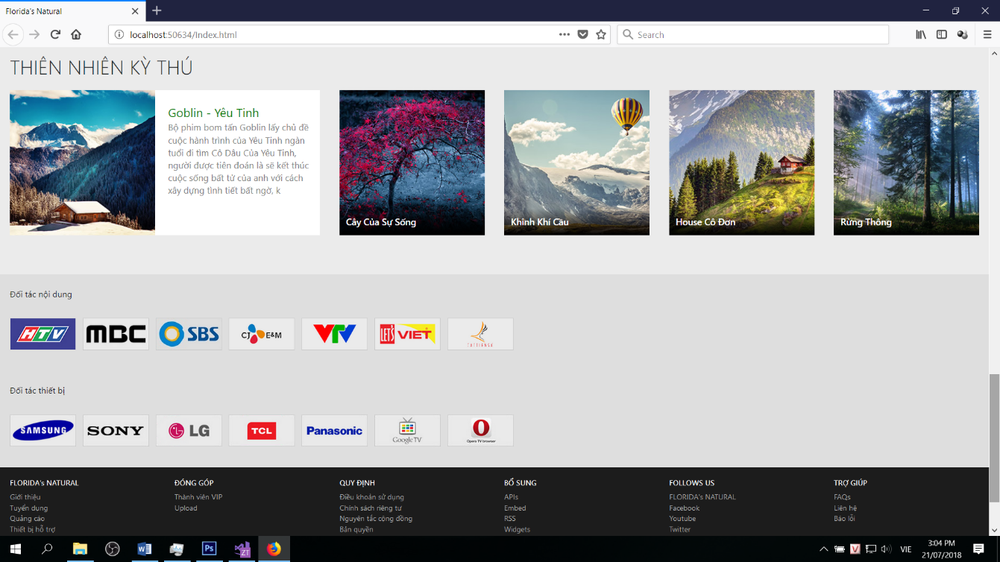 Florida's Natural
localhost:50634/Index.html
Search
THIÊN NHIÊN KỲ THÚ
Goblin - Yêu Tinh
Bộ phim bom tấn Goblin lấy chủ đề
cuộc hành trình của Yêu Tinh ngàn
tuổi đi tìm Cô Dâu Của Yêu Tinh,
người được tiên đoán là sẽ kết thúc
cuộc sống bất tử của anh với cách
xây dựng tình tiết bất ngờ, k
Cây Của Sự Sống
Khinh Khí Cầu
House Cô Đơn
Rừng Thông
Đối tác nội dung
HTV
MBC
SBS
CJ E&M
VTV
LET'S VIET
Đối tác thiết bị
SAMSUNG
SONY
LG
TCL
Panasonic
Google TV
Opera TV browser
FLORIDA's NATURAL
Giới thiệu
Tuyển dung
Quảng cáo
Thiết bị hỗ trợ
ĐÓNG GÓP
Thành viên VIP
Upload
QUY ĐỊNH
Điều khoản sử dụng
Chính sách riêng tư
Nguyên tắc cộng đồng
Bản quyền
BỔ SUNG
APIs
Embed
RSS
Widgets
FOLLOWS US
FLORIDA's NATURAL
Facebook
Youtube
Twitter
TRỢ GIÚP
FAQs
Liên hệ
Báo lỗi
Ps
ZT
V
VIE
3:04 PM
21/07/2018